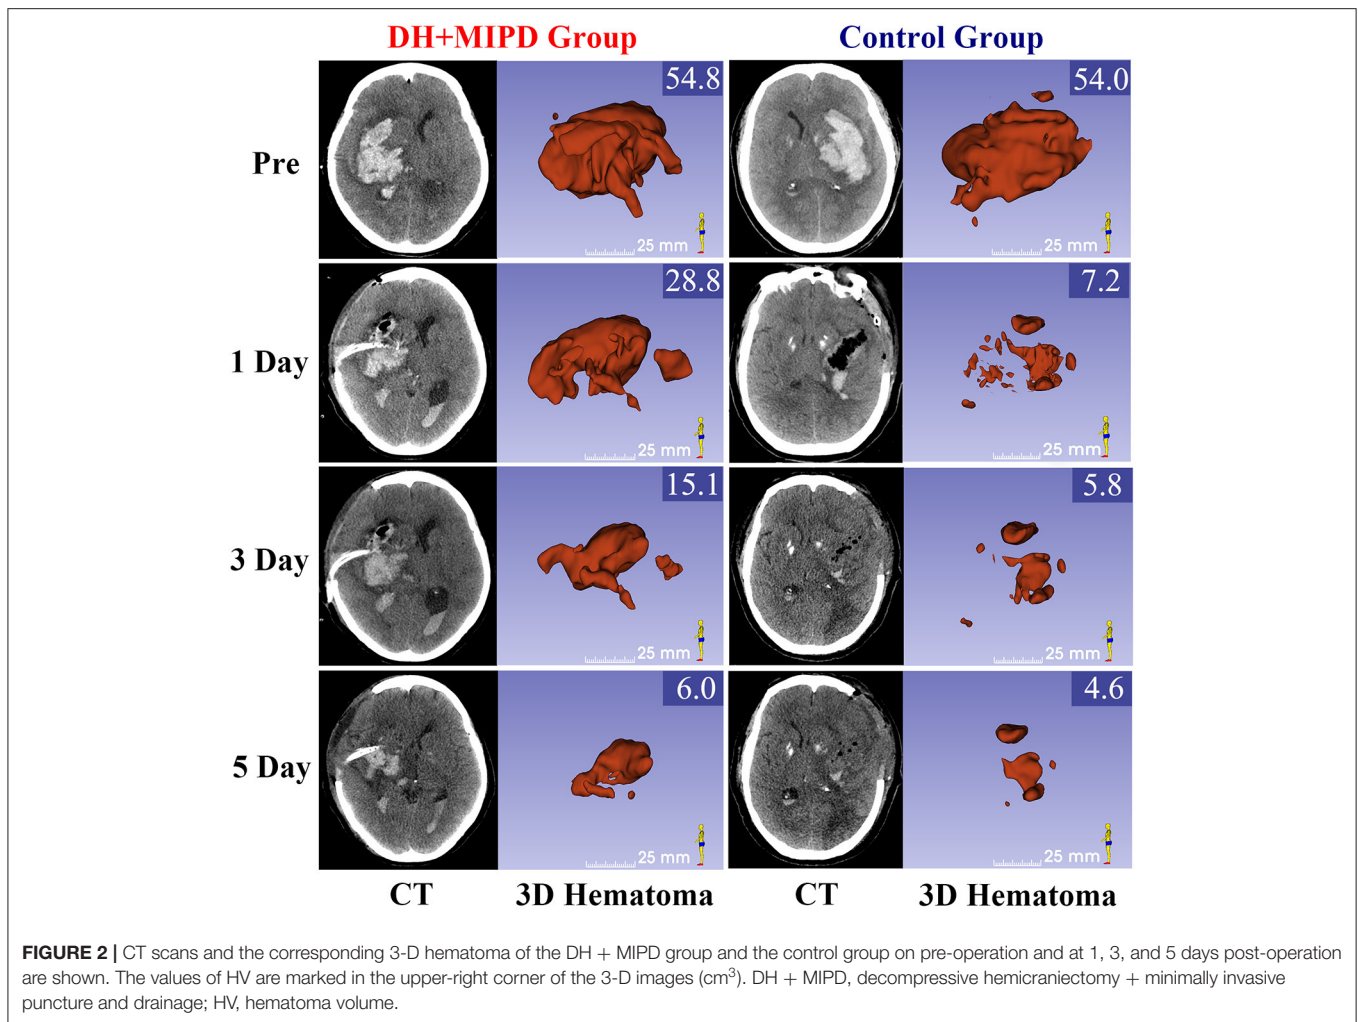 DH+MIPD Group Control Group
Pre 54.8 54.0
25 mm 25 mm
1 Day 28.8 7.2
25 mm 25 mm
3 Day 15.1 5.8
25 mm 25 mm
5 Day 6.0 4.6
25 mm 25 mm
CT 3D Hematoma CT 3D Hematoma
FIGURE 2 | CT scans and the corresponding 3-D hematoma of the DH + MIPD group and the control group on pre-operation and at 1, 3, and 5 days post-operation
are shown. The values of HV are marked in the upper-right corner of the 3-D images (cm³). DH + MIPD, decompressive hemicraniectomy + minimally invasive
puncture and drainage; HV, hematoma volume.